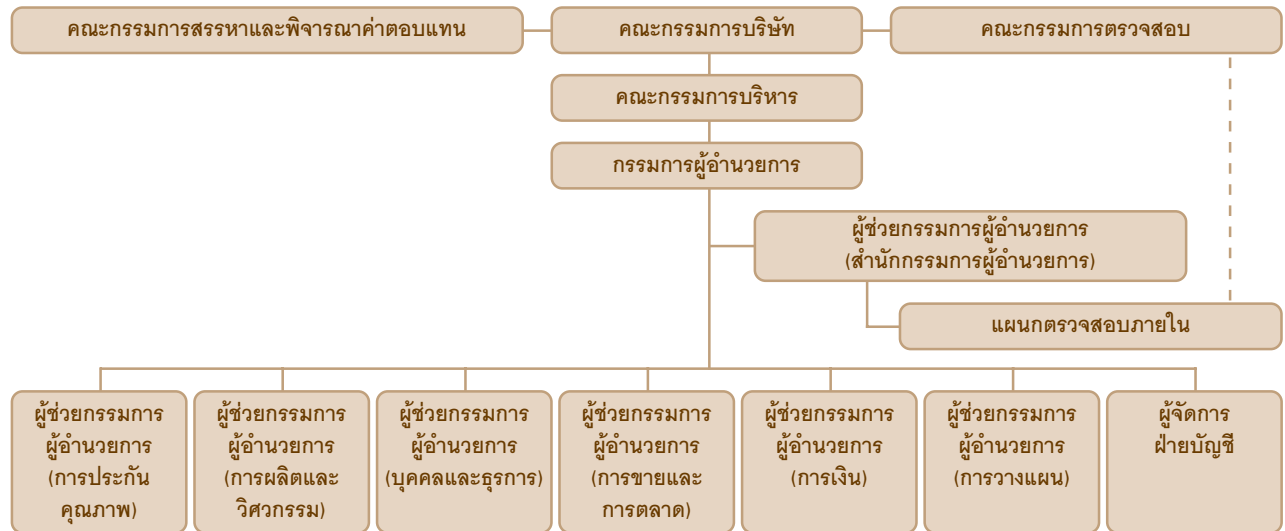 คณะกรรมการสรรหาและพิจารณาค่าตอบแทน
คณะกรรมการบริษัท
คณะกรรมการตรวจสอบ
คณะกรรมการบริหาร
กรรมการผู้อำนวยการ
ผู้ช่วยกรรมการผู้อำนวยการ
(สำนักกรรมการผู้อำนวยการ)
แผนกตรวจสอบภายใน
ผู้ช่วยกรรมการ
ผู้อำนวยการ
(การประกัน
คุณภาพ)
ผู้ช่วยกรรมการ
ผู้อำนวยการ
(การผลิตและ
วิศวกรรม)
ผู้ช่วยกรรมการ
ผู้อำนวยการ
(บุคคลและธุรการ)
ผู้ช่วยกรรมการ
ผู้อำนวยการ
(การขายและ
การตลาด)
ผู้ช่วยกรรมการ
ผู้อำนวยการ
(การเงิน)
ผู้ช่วยกรรมการ
ผู้อำนวยการ
(การวางแผน)
ผู้จัดการ
ฝ่ายบัญชี